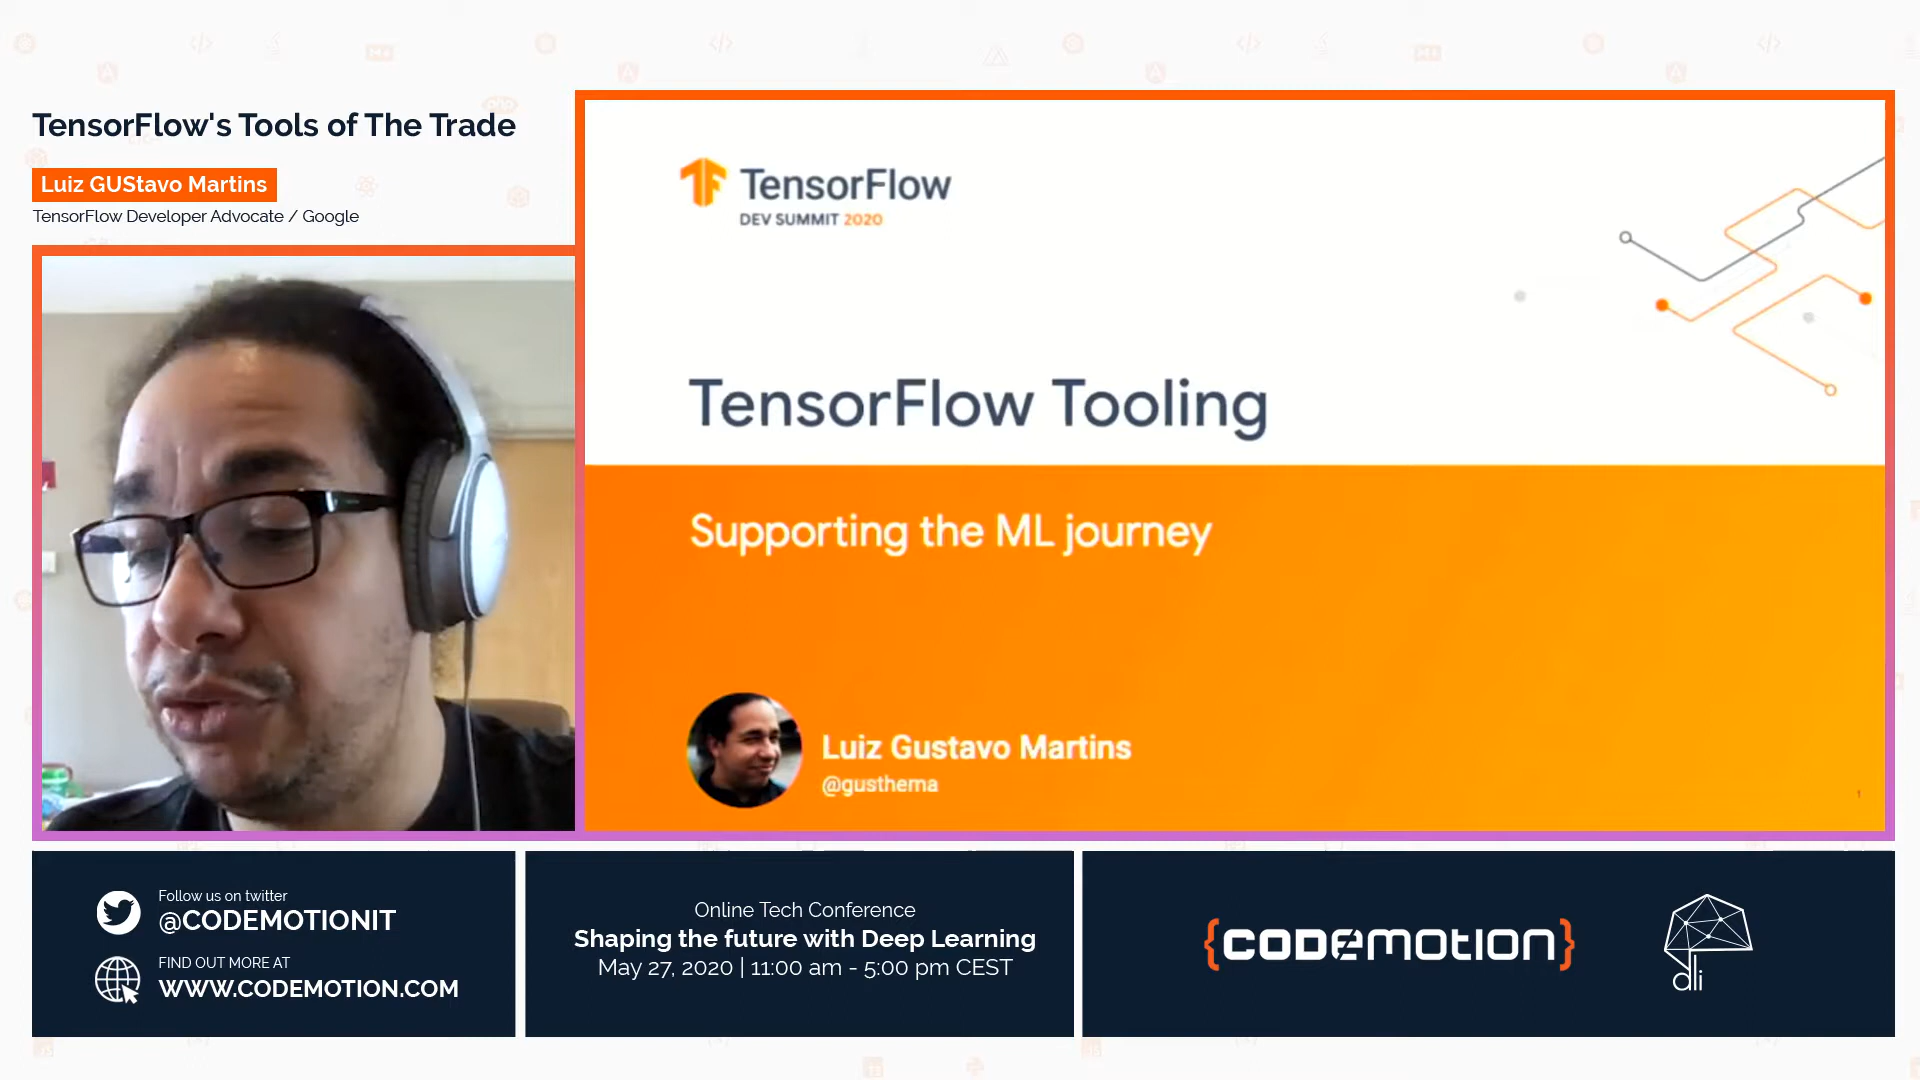 TensorFlow's Tools of The Trade
Luiz GUStavo Martins
TensorFlow Developer Advocate / Google
TensorFlow
DEV SUMMIT 2020
TensorFlow Tooling
Supporting the ML journey
Luiz Gustavo Martins
@gusthema
1
Follow us on twitter
@CODEMOTIONIT
FIND OUT MORE AT
WWW.CODEMOTION.COM
Online Tech Conference
Shaping the future with Deep Learning
May 27, 2020 | 11:00 am - 5:00 pm CEST
{CODEMOTION}
dli